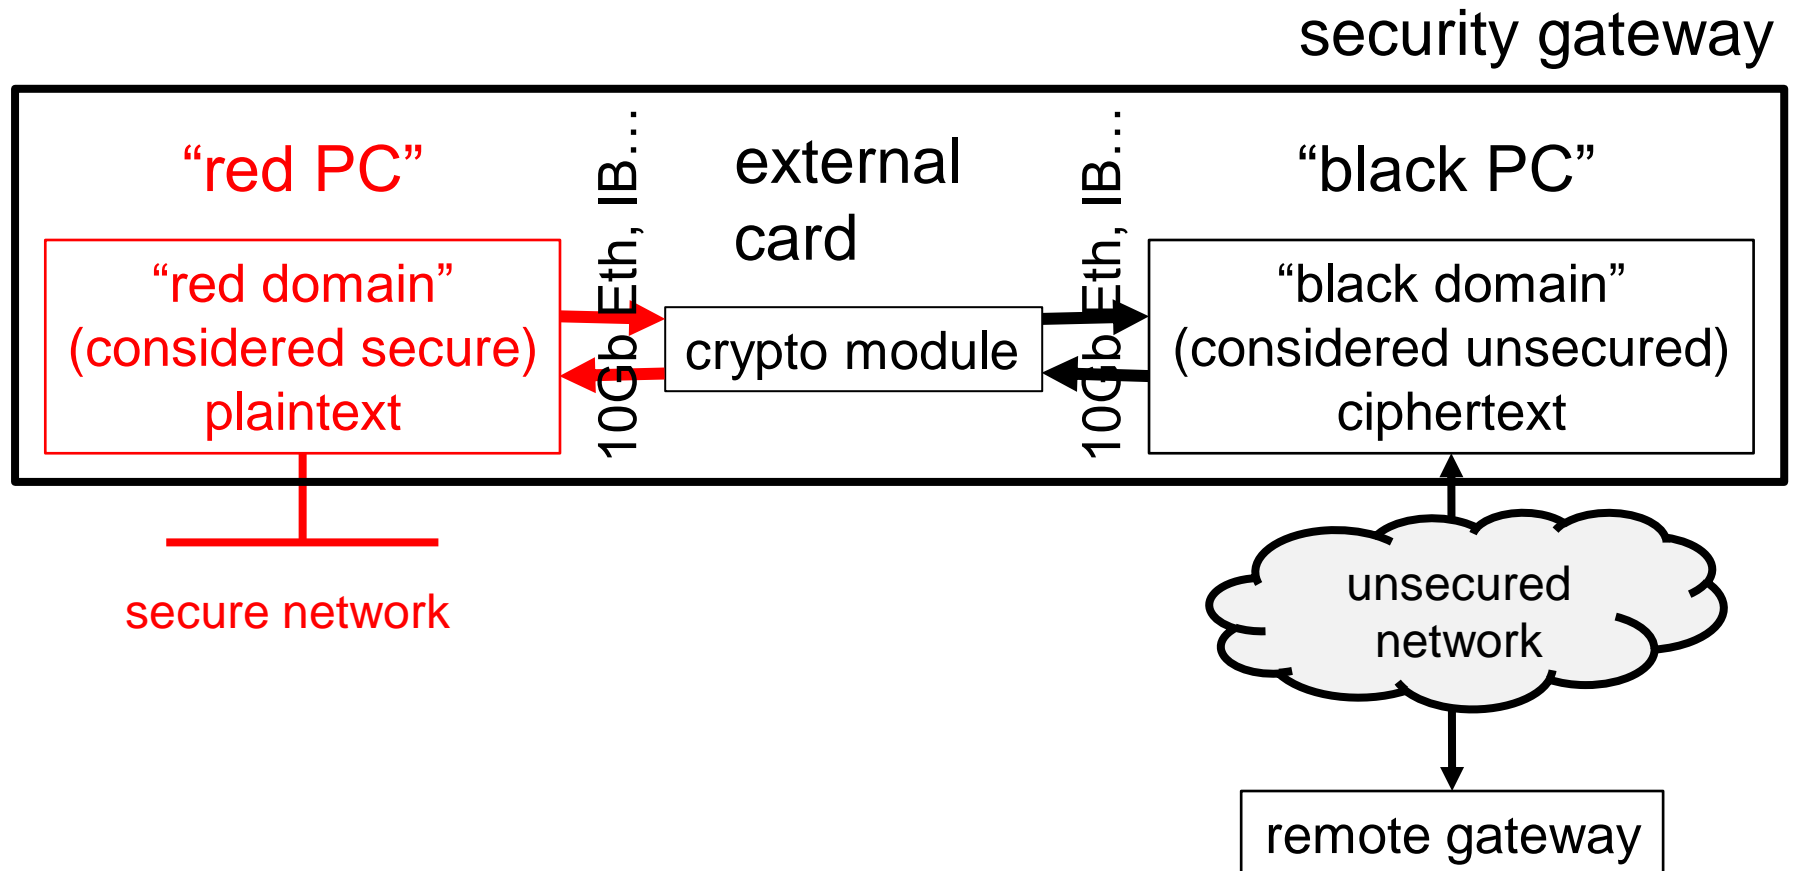 security gateway
“red PC”
10Gb Eth, IB…
external
card
10Gb Eth, IB…
“black PC”
“red domain”
(considered secure)
plaintext
crypto module
“black domain”
(considered unsecured)
ciphertext
secure network
unsecured
network
remote gateway